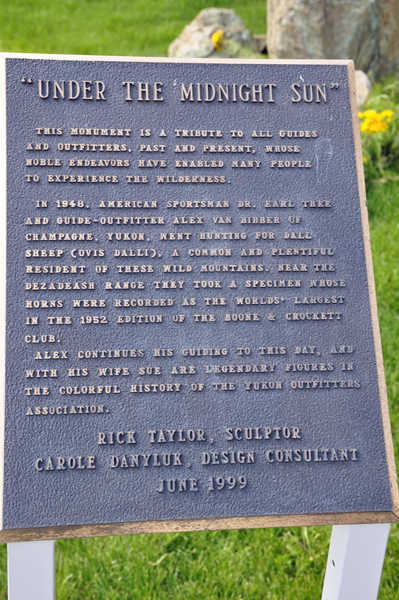 "UNDER THE MIDNIGHT SUN"
THIS MONUMENT IS A TRIBUTE TO ALL GUIDES
AND OUTFITTERS, PAST AND PRESENT, WHOSE
NOBLE ENDEAVORS HAVE ENABLED MANY PEOPLE
TO EXPERIENCE THE WILDERNESS.
IN 1948, AMERICAN SPORTSMAN DR. EARL THEE
AND GUIDE-OUTFITTER ALEX VAN BIBBER OF
CHAMPAGNE, YUKON, WENT HUNTING FOR DALL
SHEEP (OVIS DALLI), A COMMON AND PLENTIFUL
RESIDENT OF THESE WILD MOUNTAINS. NEAR THE
DEZADEASH RANGE THEY TOOK A SPECIMEN WHOSE
HORNS WERE RECORDED AS THE WORLDS' LARGEST
IN THE 1952 EDITION OF THE BOONE & CROCKETT
CLUB.
ALEX CONTINUES HIS GUIDING TO THIS DAY, AND
WITH HIS WIFE SUE ARE LEGENDARY FIGURES IN
THE COLORFUL HISTORY OF THE YUKON OUTFITTERS
ASSOCIATION.
RICK TAYLOR, SCULPTOR
CAROLE DANYLUK, DESIGN CONSULTANT
JUNE 1999